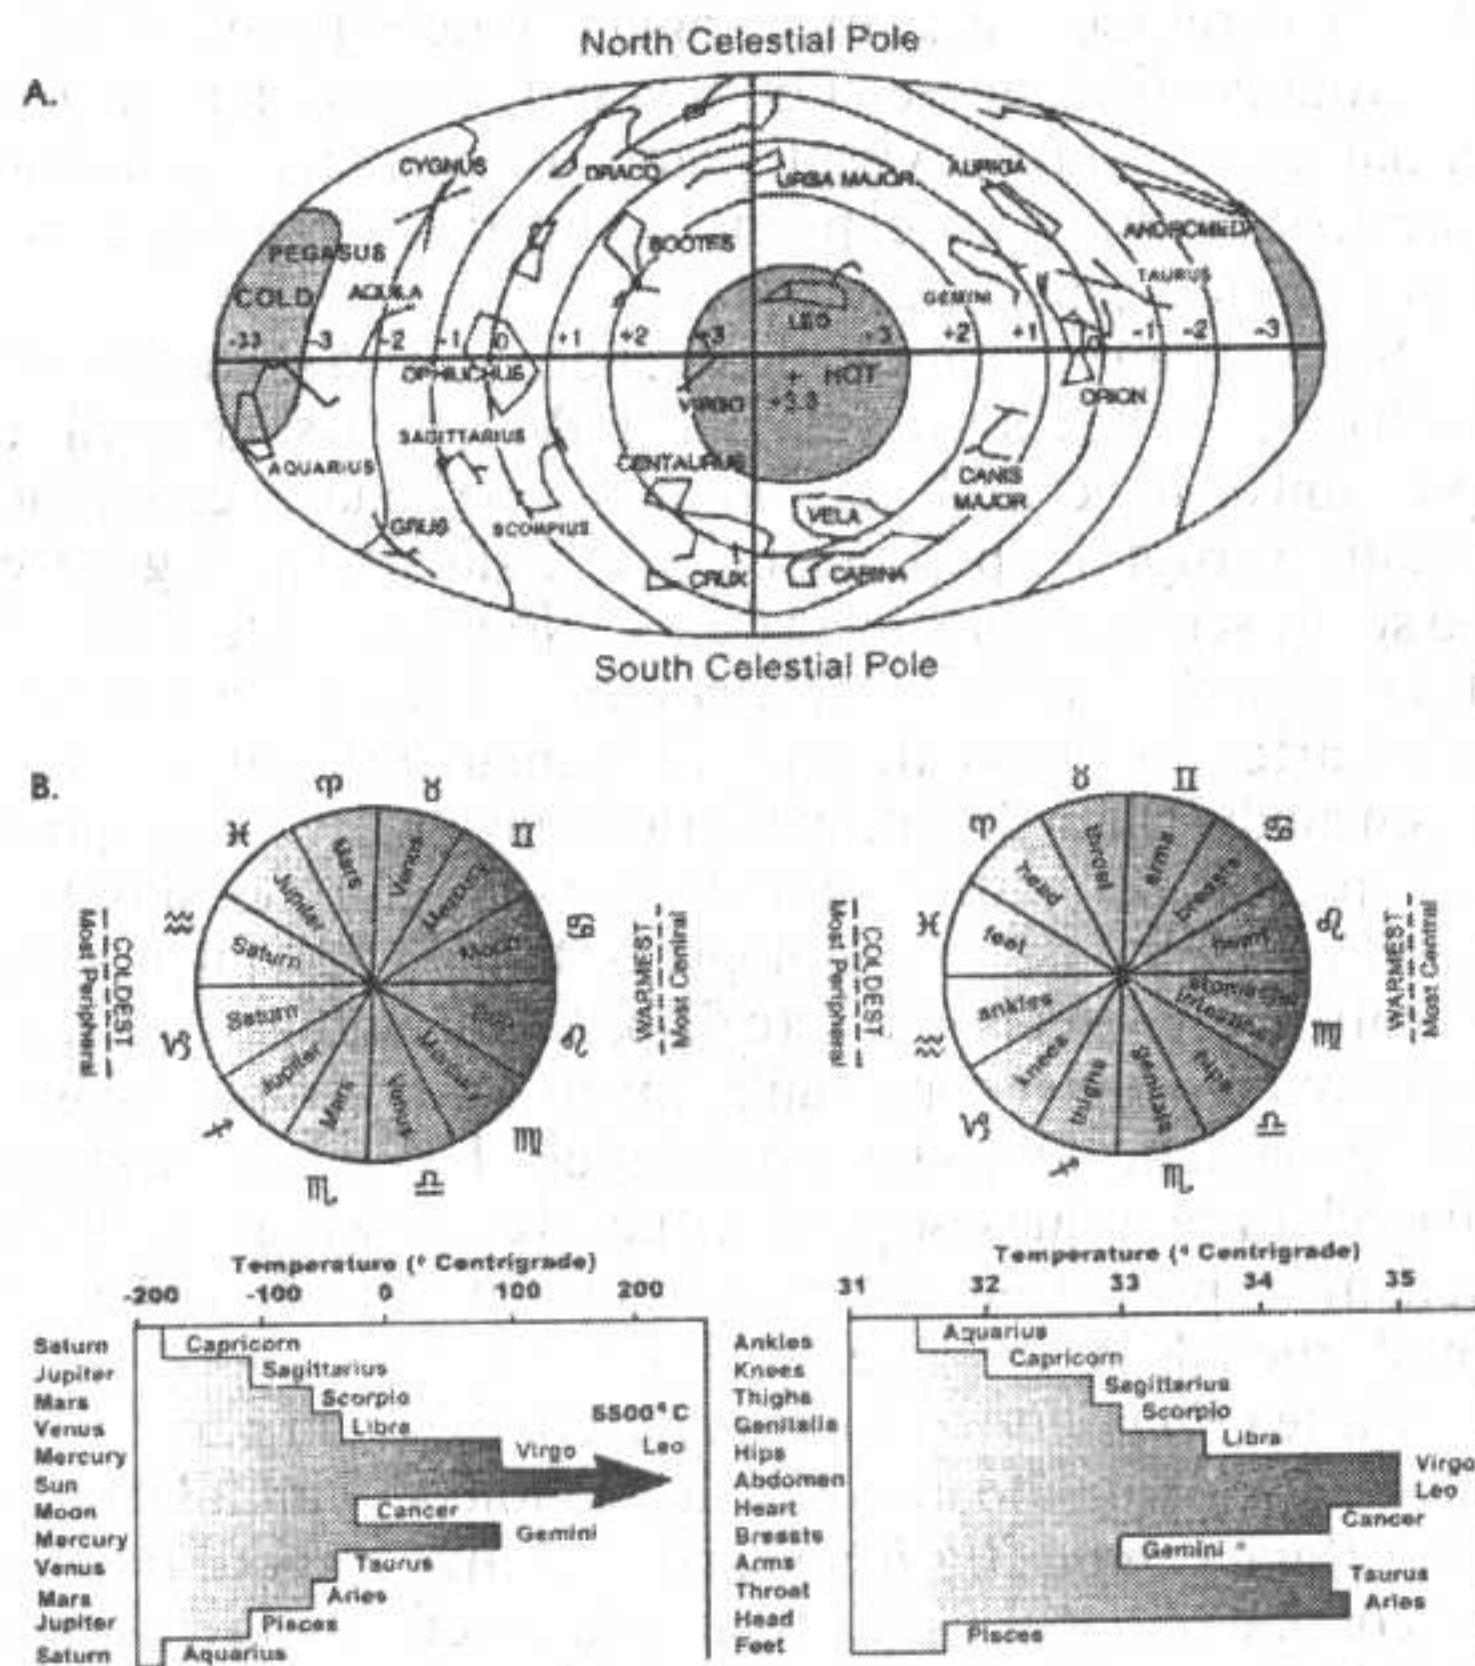 North Celestial Pole
A.
CYGNUS
DRACO
URSA MAJOR
AURIGA
PEGASUS
BOOTES
ANDROMEDA
COLD
AQUILA
GEMINI
TAURUS
LEO
-33 -3 -2 -1 0 +1 +2 +3 +3 +2 +1 0 -1 -2 -3
OPHIUCHUS
+ HOT
VIRGO +3.3
ORION
SAGITTARIUS
AQUARIUS
CENTAURUS
CANIS
MAJOR
GRUS
SCORPIUS
VELA
CRUX
CARINA
South Celestial Pole
B.
♈ ♉ ♊ ♋ ♌ ♍ ♎ ♏ ♐ ♑ ♒ ♓
Mars
Venus
Mercury
Moon
Sun
Mercury
Venus
Mars
Jupiter
Saturn
Saturn
Jupiter
COLDEST
Most Peripheral
WARMEST
Most Central
♈ ♉ ♊ ♋ ♌ ♍ ♎ ♏ ♐ ♑ ♒ ♓
head
throat
arms
breasts
heart
stomach
intestine
hips
genitals
thighs
knees
ankles
feet
COLDEST
Most Peripheral
WARMEST
Most Central
Temperature (° Centrigrade)
-200 -100 0 100 200
Saturn Capricorn
Jupiter Sagittarius
Mars Scorpio
5500° C
Venus Libra
Mercury Virgo Leo
Sun
Moon Cancer
Mercury Gemini
Venus Taurus
Mars Aries
Jupiter Pisces
Saturn Aquarius
Temperature (° Centrigrade)
31 32 33 34 35
Ankles Aquarius
Knees Capricorn
Thighs Sagittarius
Genitalia Scorpio
Hips Libra
Abdomen Virgo
Heart Leo
Breasts Cancer
Arms Gemini *
Throat Taurus
Head Aries
Feet Pisces